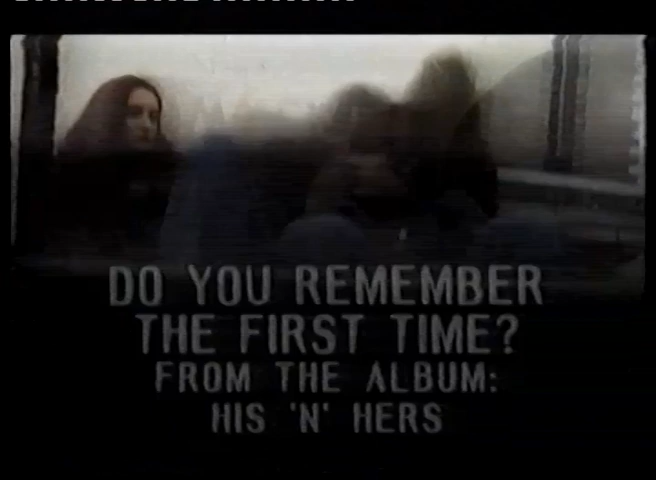 DO YOU REMEMBER
THE FIRST TIME?
FROM THE ALBUM:
HIS 'N' HERS